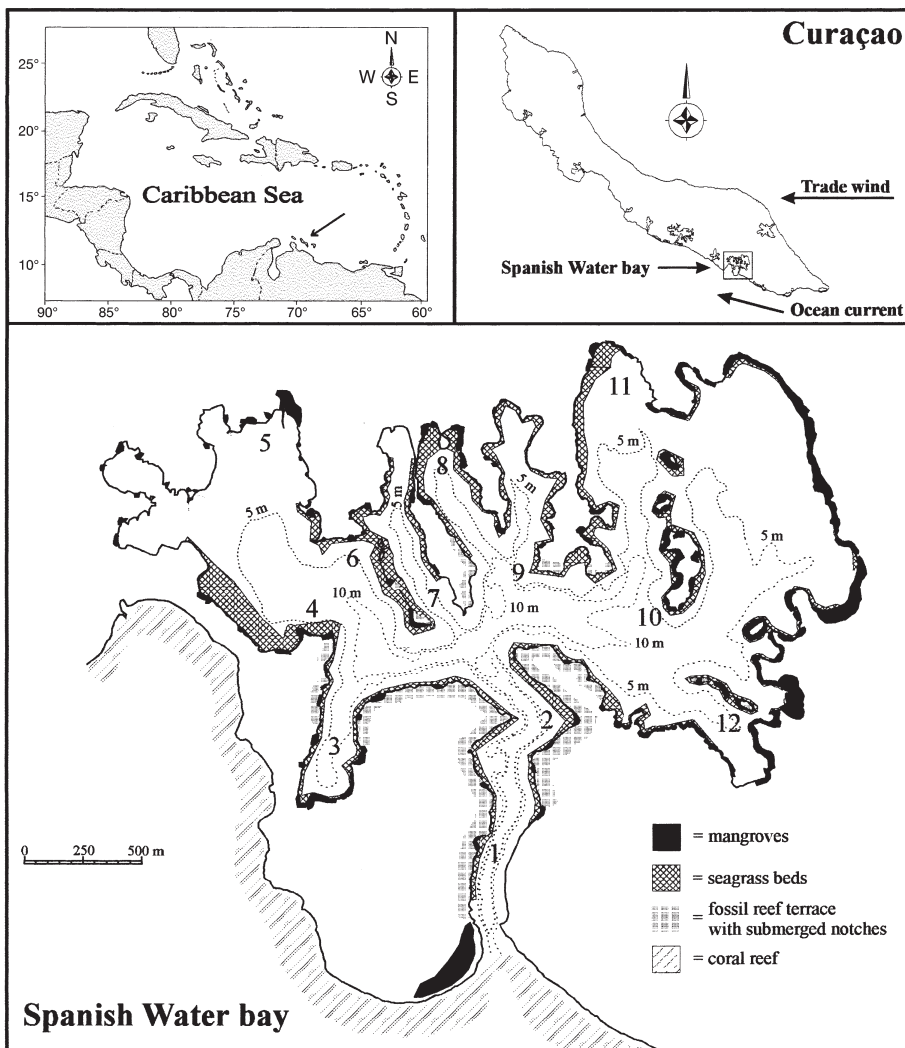 N
W E
S
25°
20°
15°
10°
Caribbean Sea
90° 85° 80° 75° 70° 65° 60°
Curaçao
Trade wind
Spanish Water bay
Ocean current
11
5
5 m
8
5 m
5 m
5 m
5 m
6
9
10 m
10 m
7
10
4
10 m
5 m
2
12
3
1
0 500 m
= mangroves
= seagrass beds
= fossil reef terrace
with submerged notches
= coral reef
Spanish Water bay